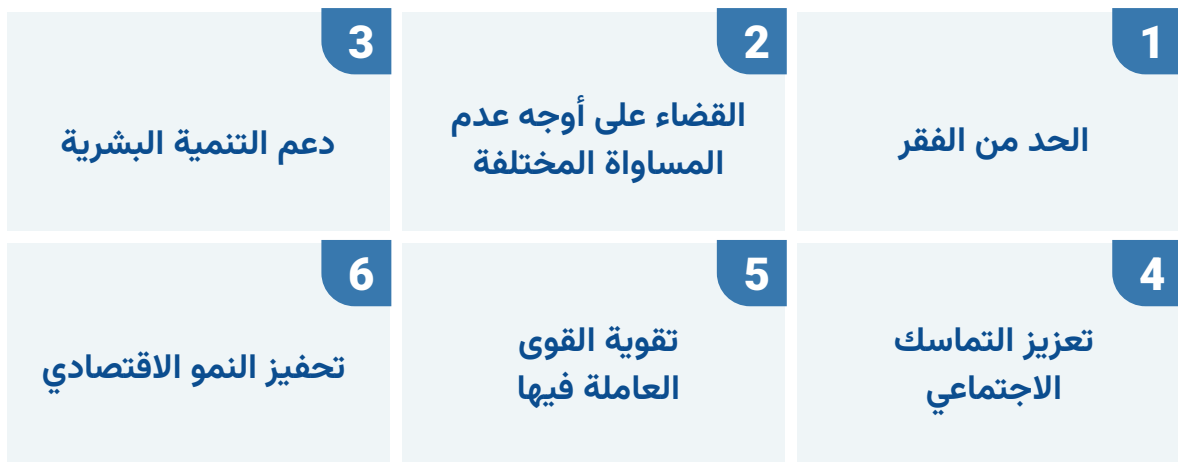 1
الحد من الفقر
2
القضاء على أوجه عدم
المساواة المختلفة
3
دعم التنمية البشرية
4
تعزيز التماسك
الاجتماعي
5
تقوية القوى
العاملة فيها
6
تحفيز النمو الاقتصادي